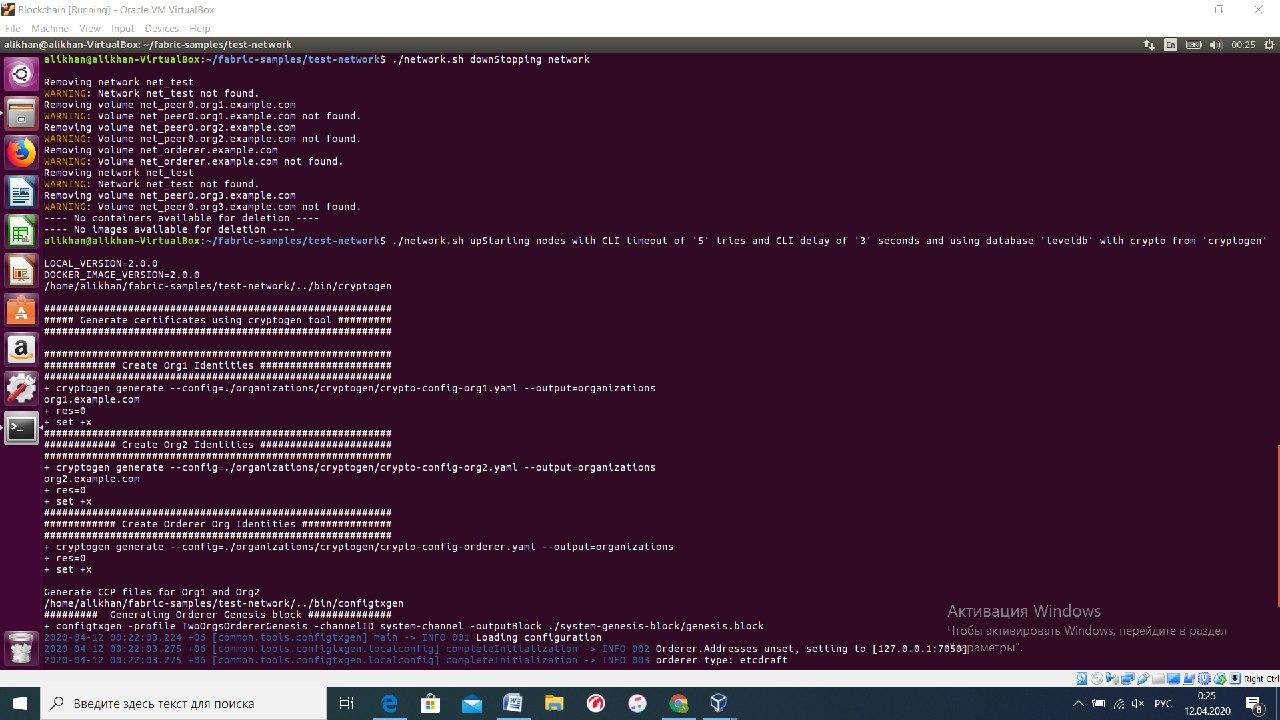 Blockchain [Running] - Oracle VM VirtualBox
File Machine View Input Devices Help
alikhan@alikhan-VirtualBox: ~/fabric-samples/test-network
En
00:25
alikhan@alikhan-VirtualBox:~/fabric-samples/test-network$ ./network.sh downStopping network
Removing network net_test
WARNING: Network net_test not found.
Removing volume net_peer0.org1.example.com
WARNING: Volume net_peer0.org1.example.com not found.
Removing volume net_peer0.org2.example.com
WARNING: Volume net_peer0.org2.example.com not found.
Removing volume net_orderer.example.com
WARNING: Volume net_orderer.example.com not found.
Removing network net_test
WARNING: Network net_test not found.
Removing volume net_peer0.org3.example.com
WARNING: Volume net_peer0.org3.example.com not found.
---- No containers available for deletion ----
---- No images available for deletion ----
alikhan@alikhan-VirtualBox:~/fabric-samples/test-network$ ./network.sh upStarting nodes with CLI timeout of '5' tries and CLI delay of '3' seconds and using database 'leveldb' with crypto from 'cryptogen'
LOCAL_VERSION=2.0.0
DOCKER_IMAGE_VERSION=2.0.0
/home/alikhan/fabric-samples/test-network/../bin/cryptogen
##########################################################
##### Generate certificates using cryptogen tool #########
##########################################################
##########################################################
############ Create Org1 Identities ######################
##########################################################
+ cryptogen generate --config=./organizations/cryptogen/crypto-config-org1.yaml --output=organizations
org1.example.com
+ res=0
+ set +x
##########################################################
############ Create Org2 Identities ######################
##########################################################
+ cryptogen generate --config=./organizations/cryptogen/crypto-config-org2.yaml --output=organizations
org2.example.com
+ res=0
+ set +x
##########################################################
############ Create Orderer Org Identities ###############
##########################################################
+ cryptogen generate --config=./organizations/cryptogen/crypto-config-orderer.yaml --output=organizations
+ res=0
+ set +x
Generate CCP files for Org1 and Org2
/home/alikhan/fabric-samples/test-network/../bin/configtxgen
######### Generating Orderer Genesis block ##############
+ configtxgen -profile TwoOrgsOrdererGenesis -channelID system-channel -outputBlock ./system-genesis-block/genesis.block
2020-04-12 00:22:03.224 +06 [common.tools.configtxgen] main -> INFO 001 Loading configuration
2020-04-12 00:22:03.275 +06 [common.tools.configtxgen.localconfig] completeInitialization -> INFO 002 Orderer.Addresses unset, setting to [127.0.0.1:7050]
2020-04-12 00:22:03.275 +06 [common.tools.configtxgen.localconfig] completeInitialization -> INFO 003 orderer type: etcdraft
Активация Windows
Чтобы активировать Windows, перейдите в раздел
"Параметры".
Right Ctrl
Введите здесь текст для поиска
РУС
0:25
12.04.2020
8